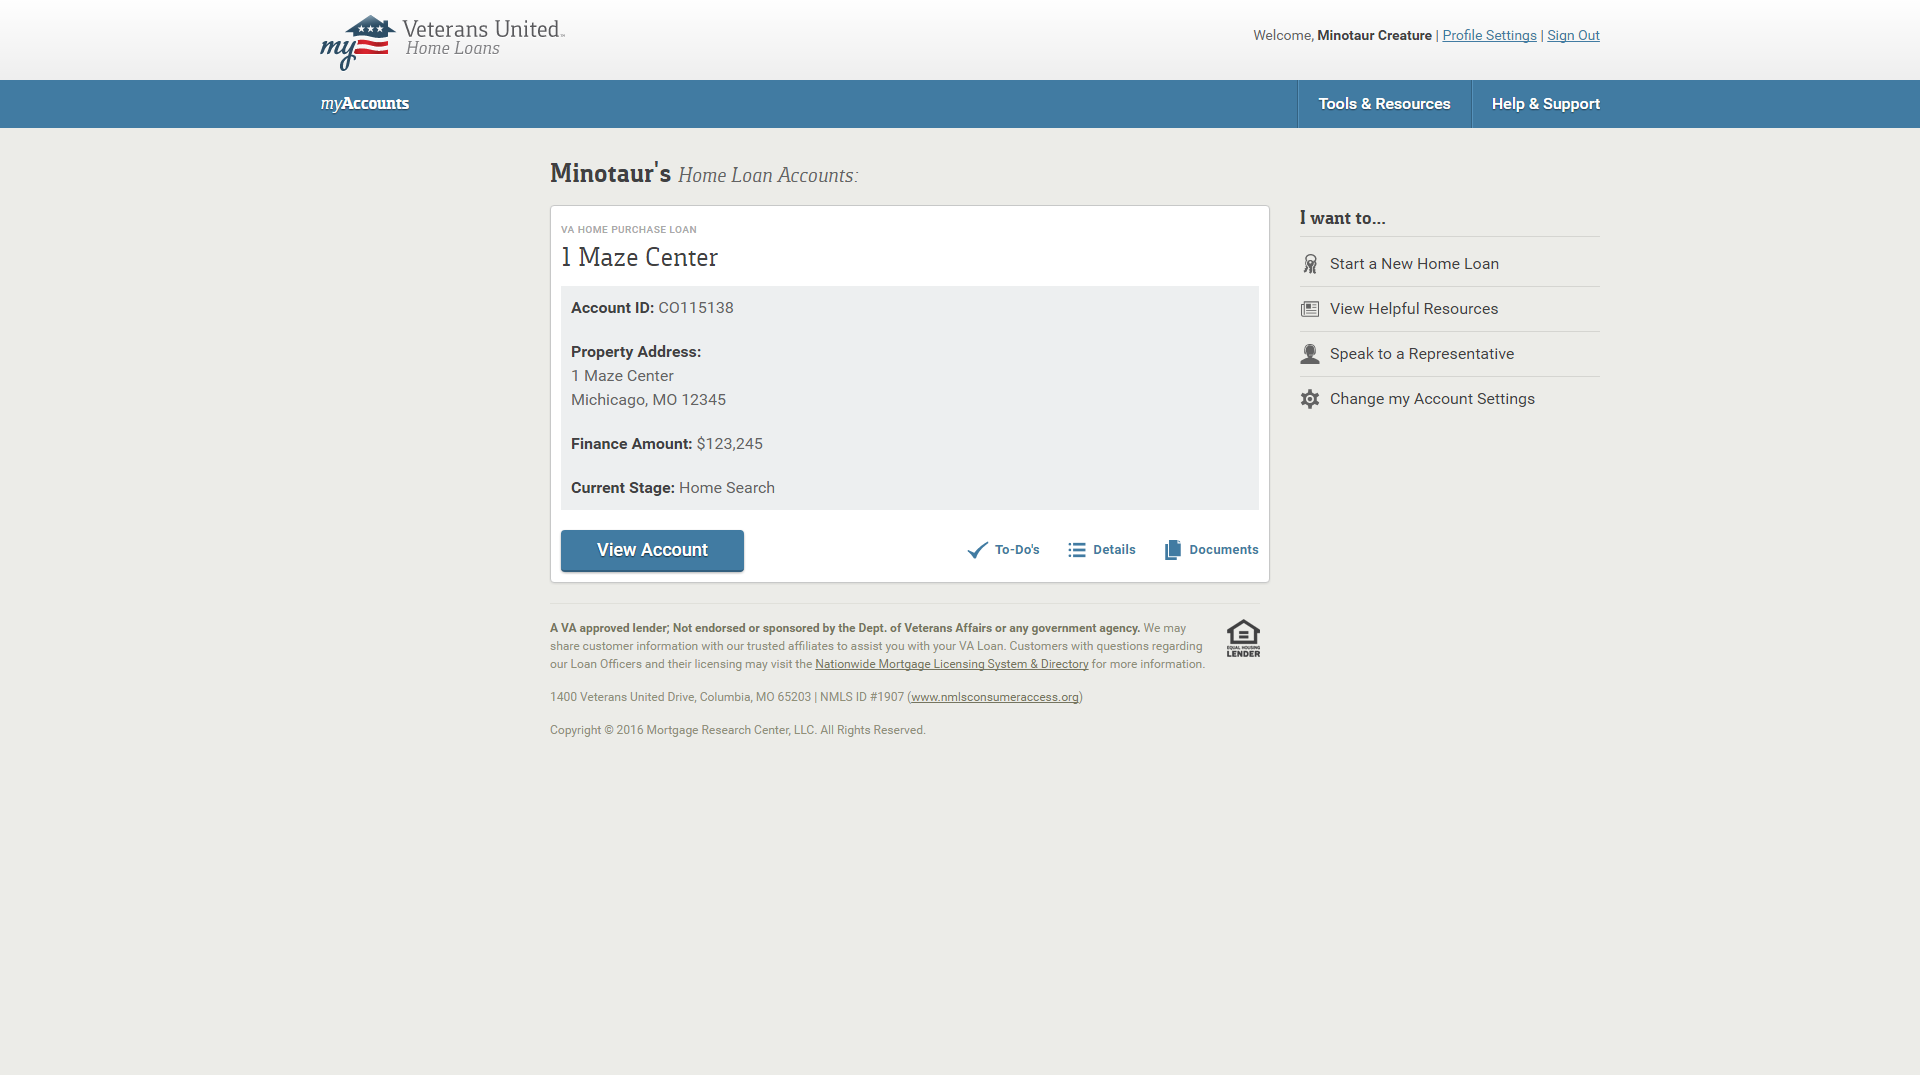 my Veterans United
Home Loans
Welcome, Minotaur Creature | Profile Settings | Sign Out
myAccounts
Tools & Resources
Help & Support
Minotaur's Home Loan Accounts:
VA HOME PURCHASE LOAN
1 Maze Center
Account ID: CO115138
Property Address:
1 Maze Center
Michicago, MO 12345
Finance Amount: $123,245
Current Stage: Home Search
View Account
To-Do's
Details
Documents
I want to...
Start a New Home Loan
View Helpful Resources
Speak to a Representative
Change my Account Settings
A VA approved lender; Not endorsed or sponsored by the Dept. of Veterans Affairs or any government agency. We may
share customer information with our trusted affiliates to assist you with your VA Loan. Customers with questions regarding
our Loan Officers and their licensing may visit the Nationwide Mortgage Licensing System & Directory for more information.
EQUAL HOUSING
LENDER
1400 Veterans United Drive, Columbia, MO 65203 | NMLS ID #1907 (www.nmlsconsumeraccess.org)
Copyright © 2016 Mortgage Research Center, LLC. All Rights Reserved.